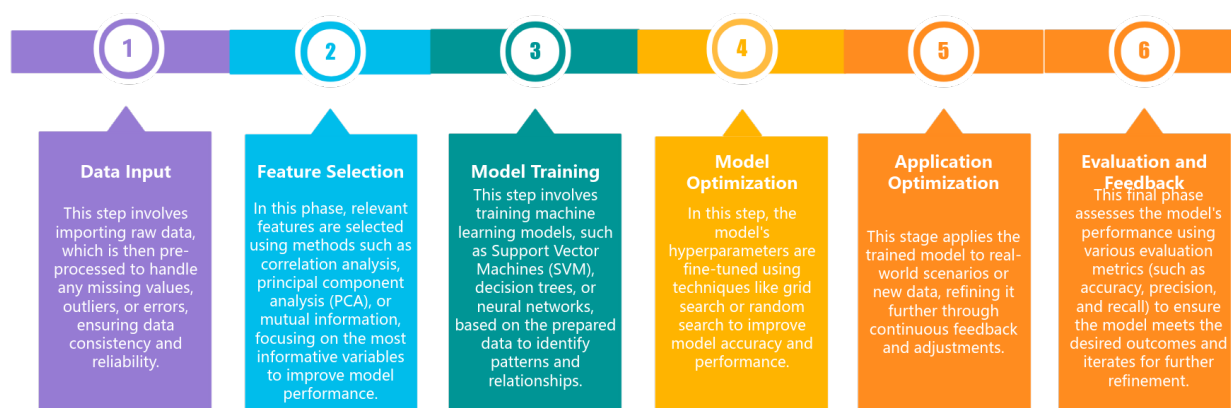 1
2
3
4
5
6
Data Input
This step involves
importing raw data,
which is then pre-
processed to handle
any missing values,
outliers, or errors,
ensuring data
consistency and
reliability.
Feature Selection
In this phase, relevant
features are selected
using methods such as
correlation analysis,
principal component
analysis (PCA), or
mutual information,
focusing on the most
informative variables
to improve model
performance.
Model Training
This step involves
training machine
learning models, such
as Support Vector
Machines (SVM),
decision trees, or
neural networks,
based on the prepared
data to identify
patterns and
relationships.
Model
Optimization
In this step, the
model's
hyperparameters are
fine-tuned using
techniques like grid
search or random
search to improve
model accuracy and
performance.
Application
Optimization
This stage applies the
trained model to real-
world scenarios or
new data, refining it
further through
continuous feedback
and adjustments.
Evaluation and
Feedback
This final phase
assesses the model's
performance using
various evaluation
metrics (such as
accuracy, precision,
and recall) to ensure
the model meets the
desired outcomes and
iterates for further
refinement.